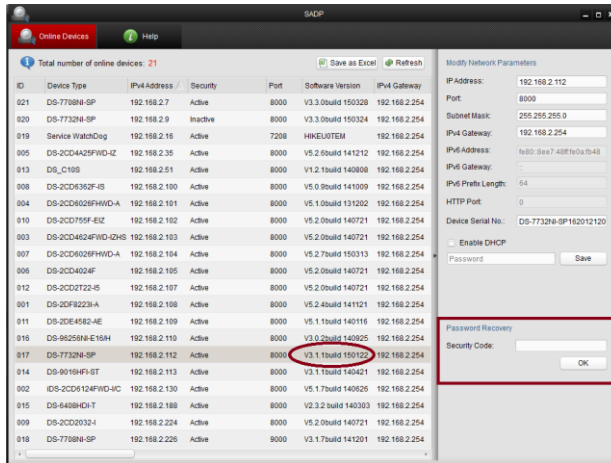 SADP
Online Devices Help
Total number of online devices: 21 Save as Excel Refresh
ID Device Type IPv4 Address Security Port Software Version IPv4 Gateway
021 DS-7708NI-SP 192.168.2.7 Active 8000 V3.3.0build 150328 192.168.2.254
020 DS-7732NI-SP 192.168.2.9 Inactive 8000 V3.3.0build 150324 192.168.2.254
019 Service WatchDog 192.168.2.16 Active 7208 HIKEU0TEM 192.168.2.254
005 DS-2CD4A25FWD-IZ 192.168.2.35 Active 8000 V5.2.6build 141212 192.168.2.254
013 DS_C10S 192.168.2.51 Active 8000 V1.2.1build 140808 192.168.2.254
008 DS-2CD6362F-IS 192.168.2.100 Active 8000 V5.0.9build 141009 192.168.2.254
004 DS-2CD6026FHWD-A 192.168.2.101 Active 8000 V5.1.0build 131202 192.168.2.254
010 DS-2CD755F-EIZ 192.168.2.102 Active 8000 V5.2.0build 140721 192.168.2.254
003 DS-2CD4624FWD-IZHS 192.168.2.103 Active 8000 V5.2.0build 140721 192.168.2.254
007 DS-2CD6026FHWD-A 192.168.2.104 Active 8000 V5.2.7build 150313 192.168.2.254
006 DS-2CD4024F 192.168.2.105 Active 8000 V5.2.0build 140721 192.168.2.254
012 DS-2CD2T22-I5 192.168.2.107 Active 8000 V5.2.0build 140721 192.168.2.254
001 DS-2DF8223I-A 192.168.2.108 Active 8000 V5.2.4build 141121 192.168.2.254
011 DS-2DE4582-AE 192.168.2.109 Active 8000 V5.1.1build 140116 192.168.2.254
016 DS-96256NI-E16/H 192.168.2.110 Active 8000 V3.0.2build 140925 192.168.2.254
017 DS-7732NI-SP 192.168.2.112 Active 8000 V3.1.1build 150122 192.168.2.254
014 DS-9016HFI-ST 192.168.2.113 Active 8000 V3.1.1build 140421 192.168.2.254
002 iDS-2CD6124FWD-I/C 192.168.2.130 Active 8000 V5.1.7build 140626 192.168.2.254
015 DS-6408HDI-T 192.168.2.188 Active 8000 V2.3.2 build 140303 192.168.2.254
009 DS-2CD2032-I 192.168.2.224 Active 8000 V5.2.0build 140721 192.168.2.254
018 DS-7708NI-SP 192.168.2.226 Active 9000 V3.1.7build 141201 192.168.2.254
Modify Network Parameters
IP Address: 192.168.2.112
Port: 8000
Subnet Mask: 255.255.255.0
IPv4 Gateway: 192.168.2.254
IPv6 Address: fe80::8ee7:48ff:fe0a:fb48
IPv6 Gateway: ::
IPv6 Prefix Length: 64
HTTP Port: 0
Device Serial No.: DS-7732NI-SP162012120
Enable DHCP
Password Save
Password Recovery
Security Code:
OK